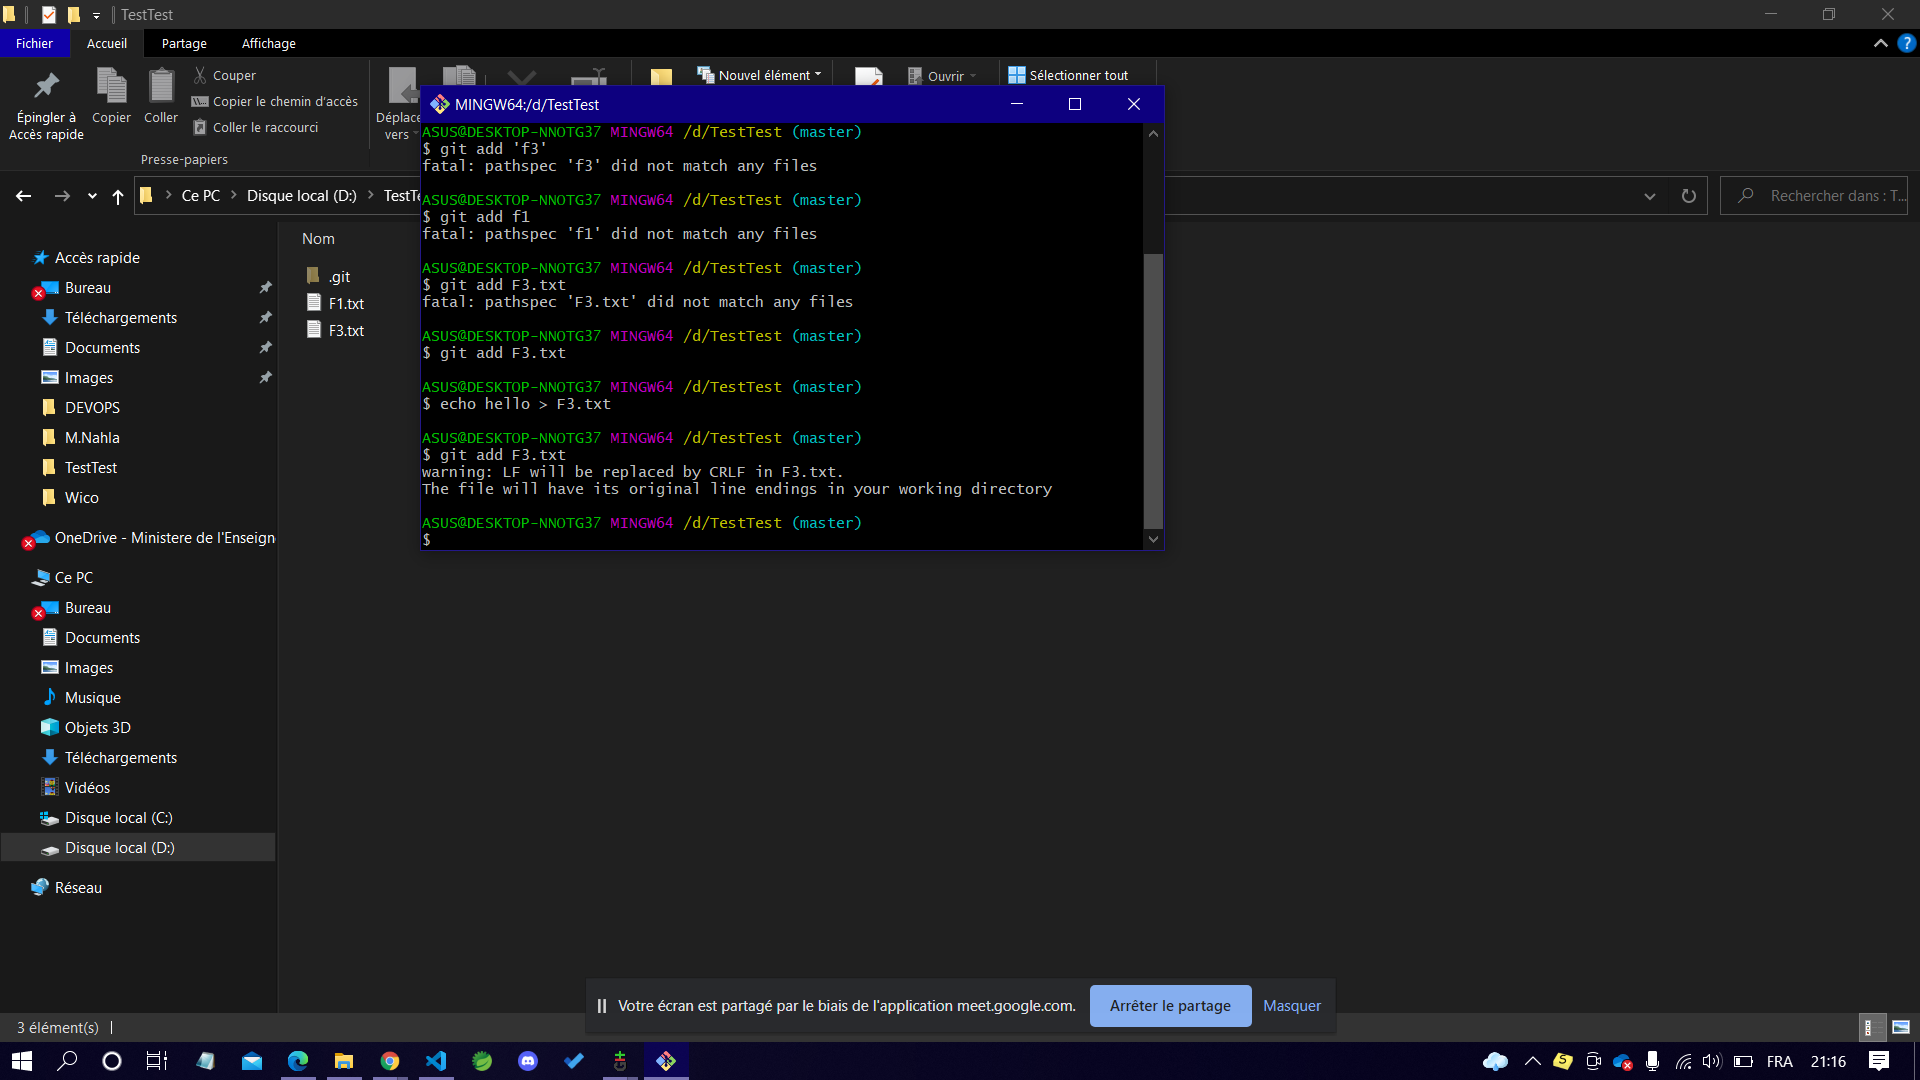 TestTest
Fichier
Accueil
Partage
Affichage
?
Épingler à
Accès rapide
Copier
Coller
Couper
Copier le chemin d'accès
Coller le raccourci
Presse-papiers
Déplace
vers
Nouvel élément
Ouvrir
Sélectionner tout
Ce PC
Disque local (D:)
TestTe
Rechercher dans : T...
Nom
.git
F1.txt
F3.txt
Accès rapide
Bureau
Téléchargements
Documents
Images
DEVOPS
M.Nahla
TestTest
Wico
OneDrive - Ministere de l'Enseign
Ce PC
Bureau
Documents
Images
Musique
Objets 3D
Téléchargements
Vidéos
Disque local (C:)
Disque local (D:)
Réseau
MINGW64:/d/TestTest
ASUS@DESKTOP-NNOTG37 MINGW64 /d/TestTest (master)
$ git add 'f3'
fatal: pathspec 'f3' did not match any files
ASUS@DESKTOP-NNOTG37 MINGW64 /d/TestTest (master)
$ git add f1
fatal: pathspec 'f1' did not match any files
ASUS@DESKTOP-NNOTG37 MINGW64 /d/TestTest (master)
$ git add F3.txt
fatal: pathspec 'F3.txt' did not match any files
ASUS@DESKTOP-NNOTG37 MINGW64 /d/TestTest (master)
$ git add F3.txt
ASUS@DESKTOP-NNOTG37 MINGW64 /d/TestTest (master)
$ echo hello > F3.txt
ASUS@DESKTOP-NNOTG37 MINGW64 /d/TestTest (master)
$ git add F3.txt
warning: LF will be replaced by CRLF in F3.txt.
The file will have its original line endings in your working directory
ASUS@DESKTOP-NNOTG37 MINGW64 /d/TestTest (master)
$
Votre écran est partagé par le biais de l'application meet.google.com.
Arrêter le partage
Masquer
3 élément(s)
FRA
21:16